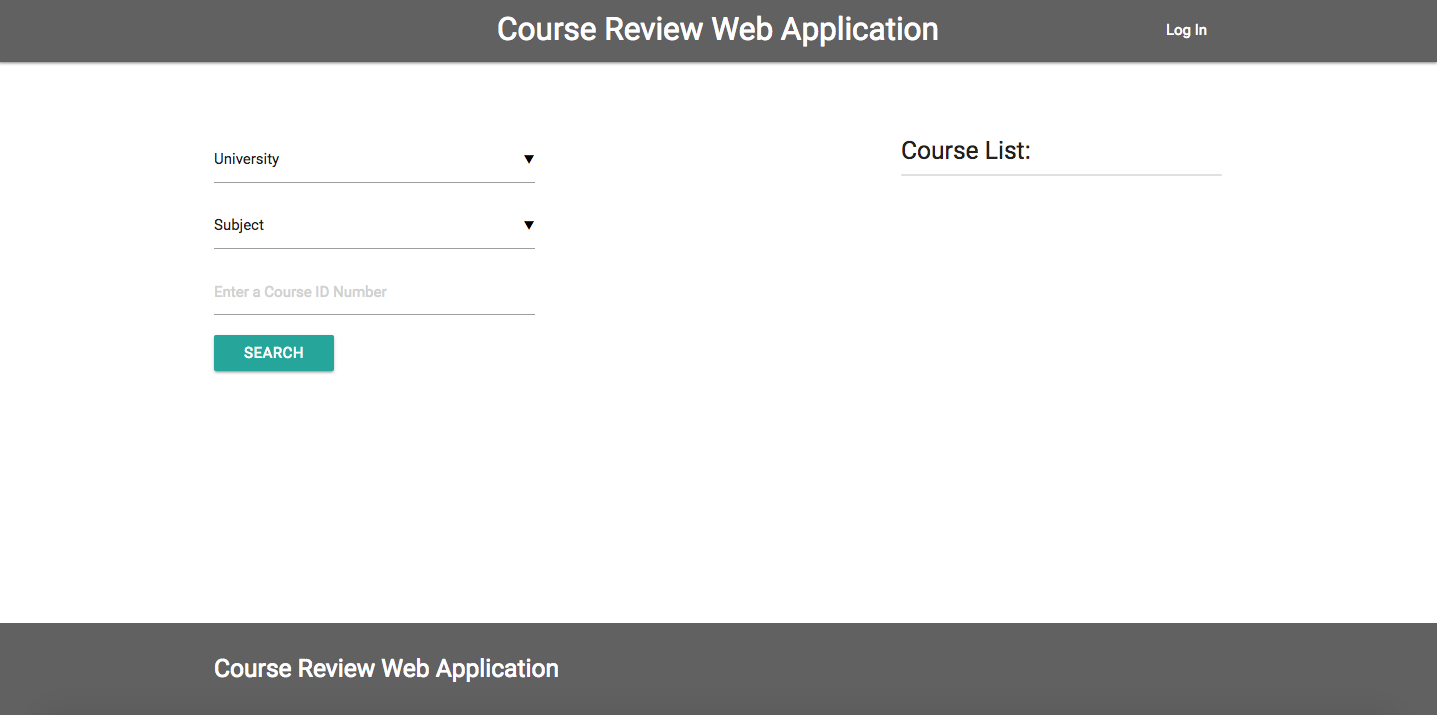 Course Review Web Application
Log In
University
Subject
Enter a Course ID Number
SEARCH
Course List:
Course Review Web Application